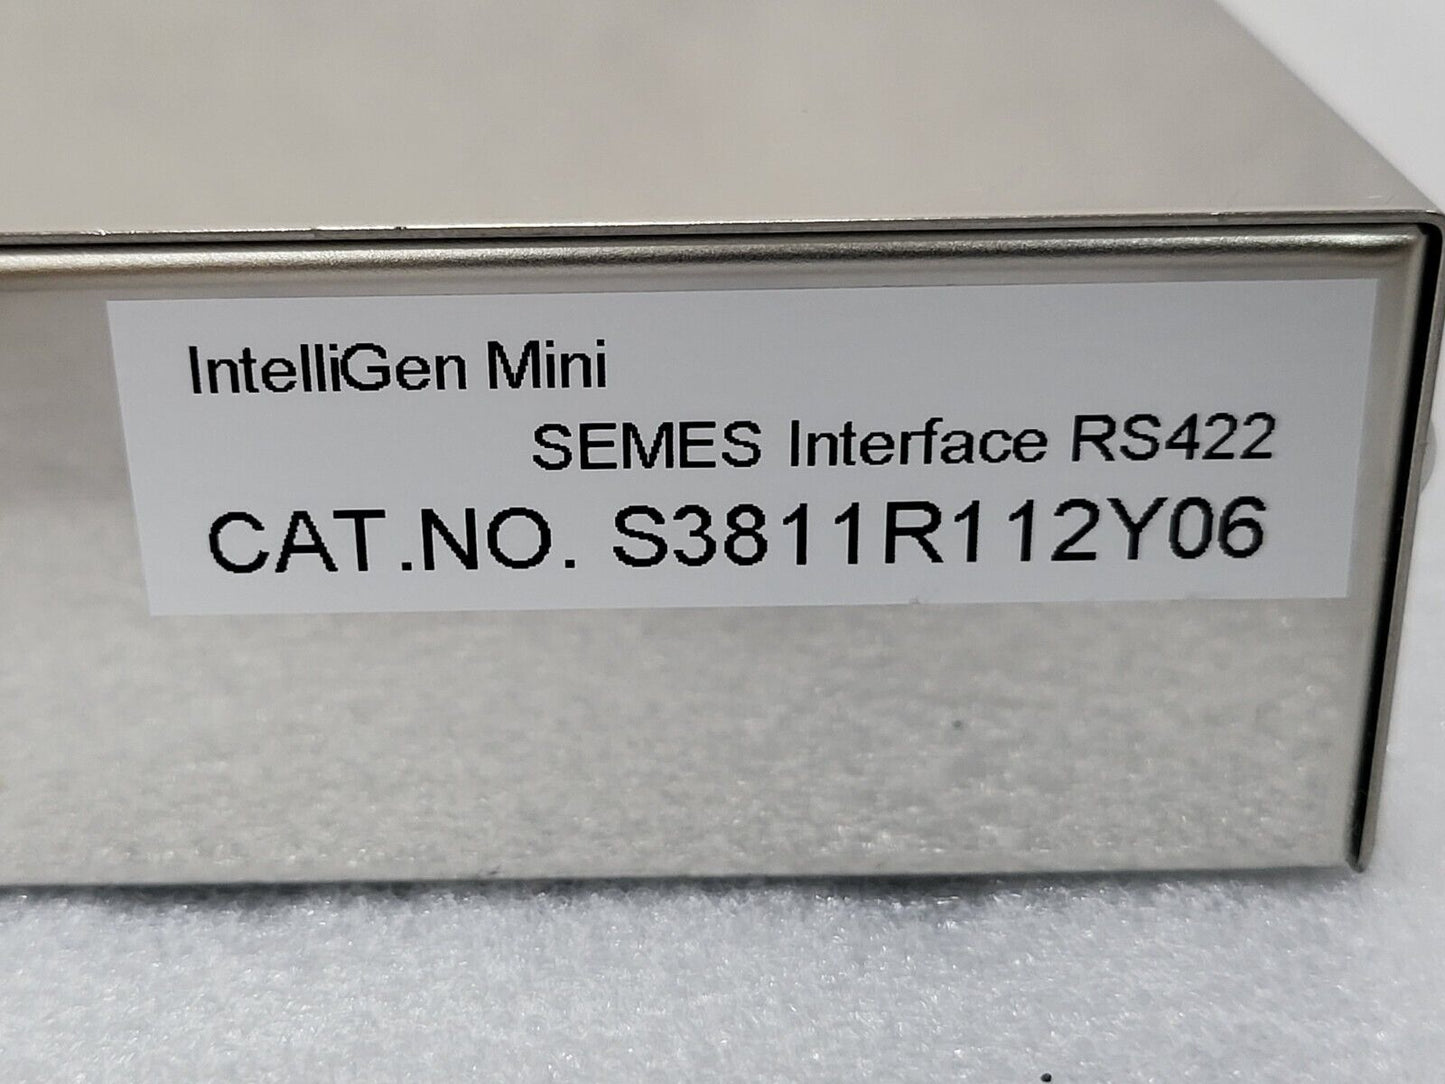 IntelliGen Mini
SEMES Interface RS422
CAT.NO. S3811R112Y06